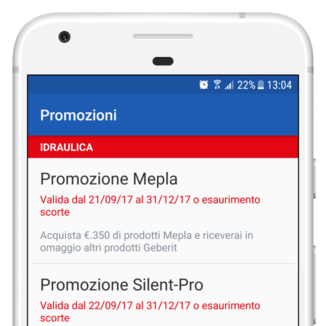 22% 13:04
Promozioni
IDRAULICA
Promozione Mepla
Valida dal 21/09/17 al 31/12/17 o esaurimento
scorte
Acquista €.350 di prodotti Mepla e riceverai in
omaggio altri prodotti Geberit
Promozione Silent-Pro
Valida dal 22/09/17 al 31/12/17 o esaurimento
scorte